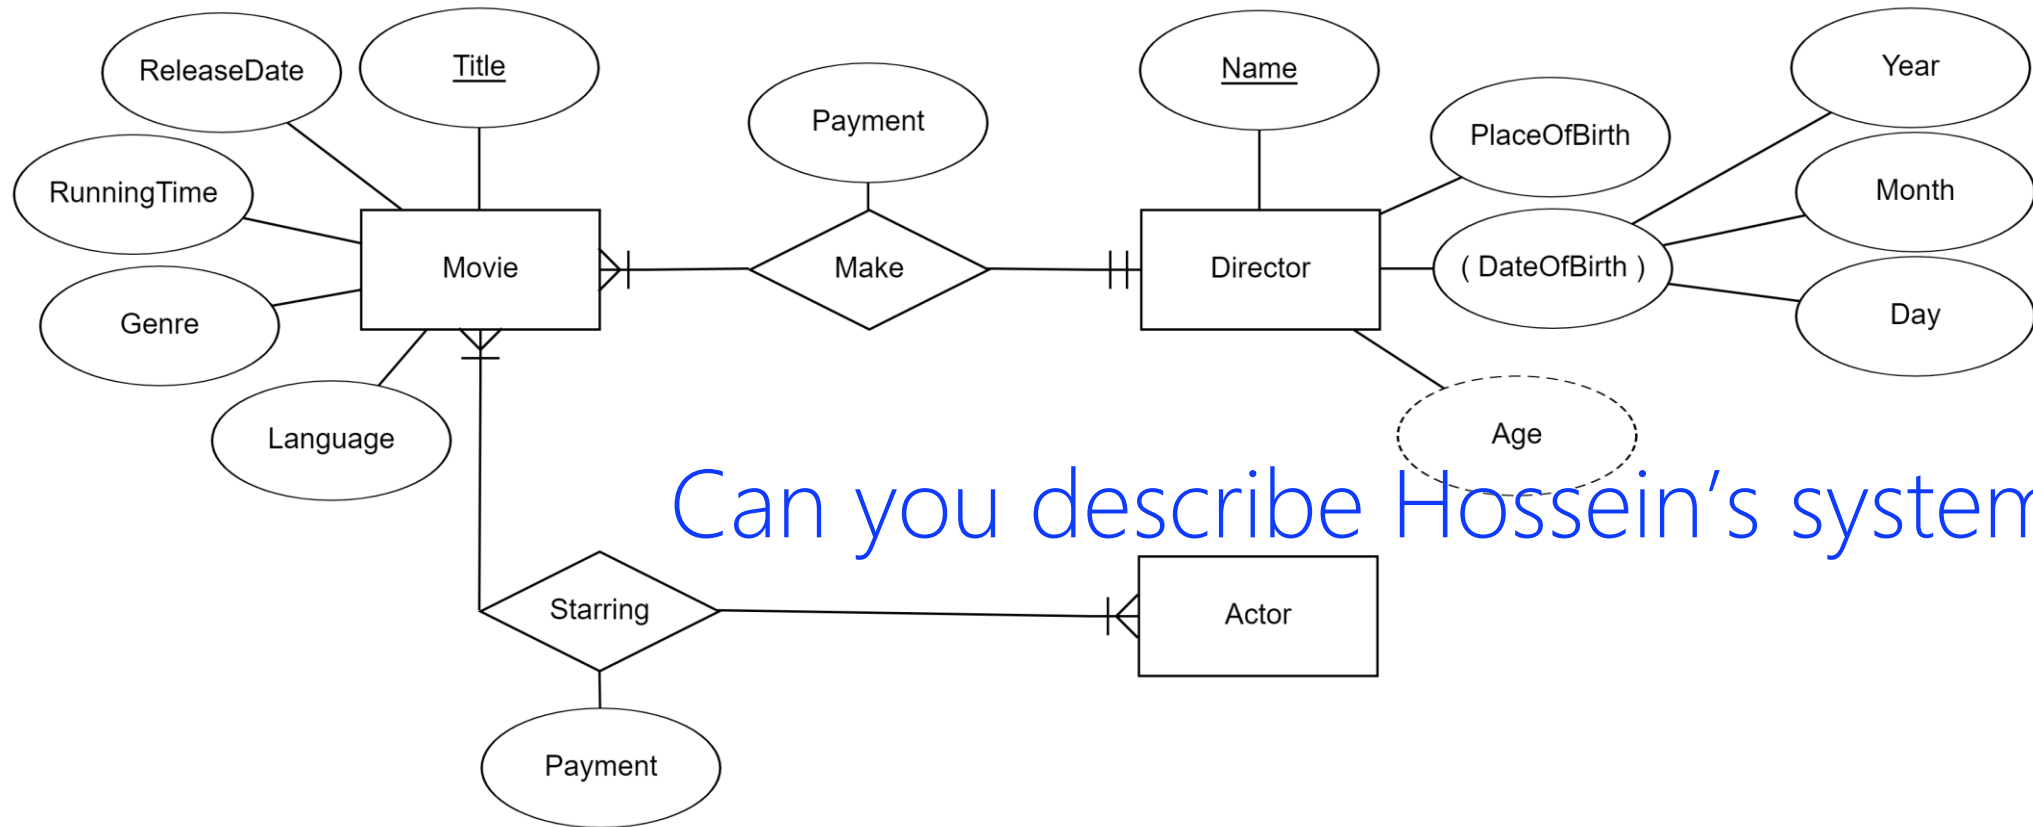 Year
Title
Name
ReleaseDate
Payment
PlaceOfBirth
Month
RunningTime
Movie
Make
Director
( DateOfBirth )
Day
Genre
Language
Age
Can you describe Hossein's system
Starring
Actor
Payment